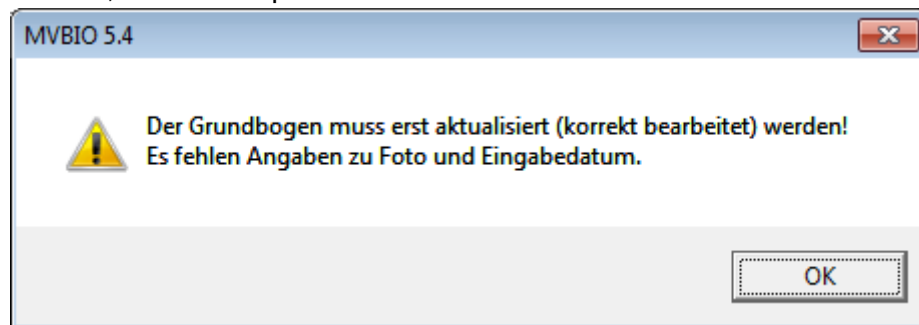 MVBIO 5.4
Der Grundbogen muss erst aktualisiert (korrekt bearbeitet) werden!
Es fehlen Angaben zu Foto und Eingabedatum.
OK